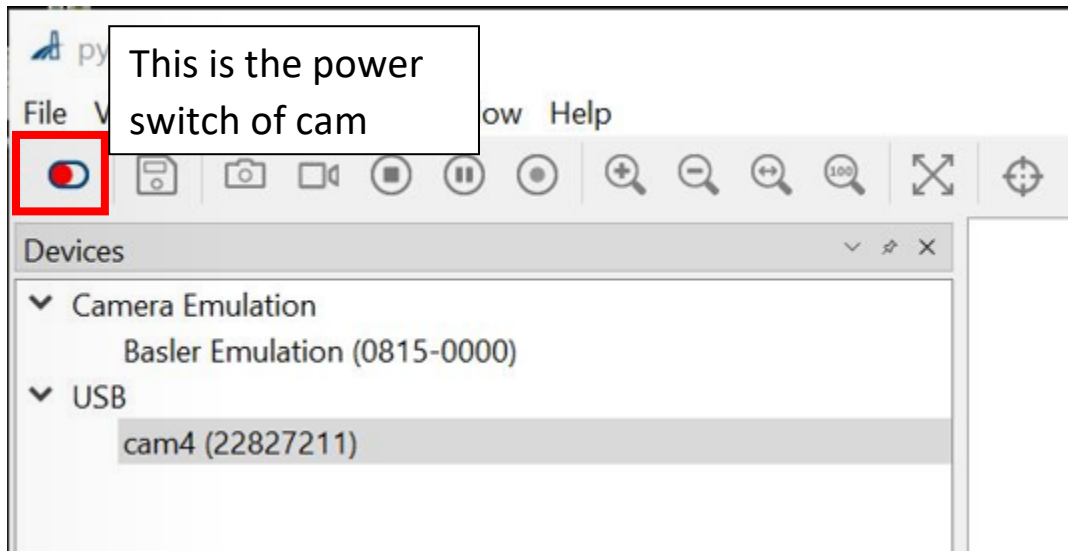 This is the power
switch of cam
File
Help
100
Devices
Camera Emulation
Basler Emulation (0815-0000)
USB
cam4 (22827211)